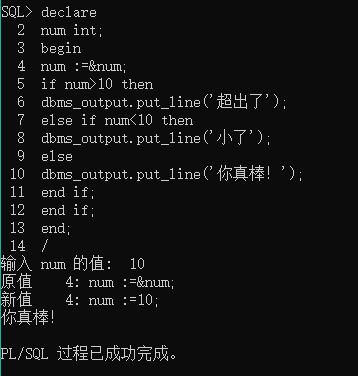 SQL> declare
2 num int;
3 begin
4 num :=&num;
5 if num>10 then
6 dbms_output.put_line('超出了');
7 else if num<10 then
8 dbms_output.put_line('小了');
9 else
10 dbms_output.put_line('你真棒！');
11 end if;
12 end if;
13 end;
14 /
输入 num 的值: 10
原值 4: num :=&num;
新值 4: num :=10;
你真棒！
PL/SQL 过程已成功完成。